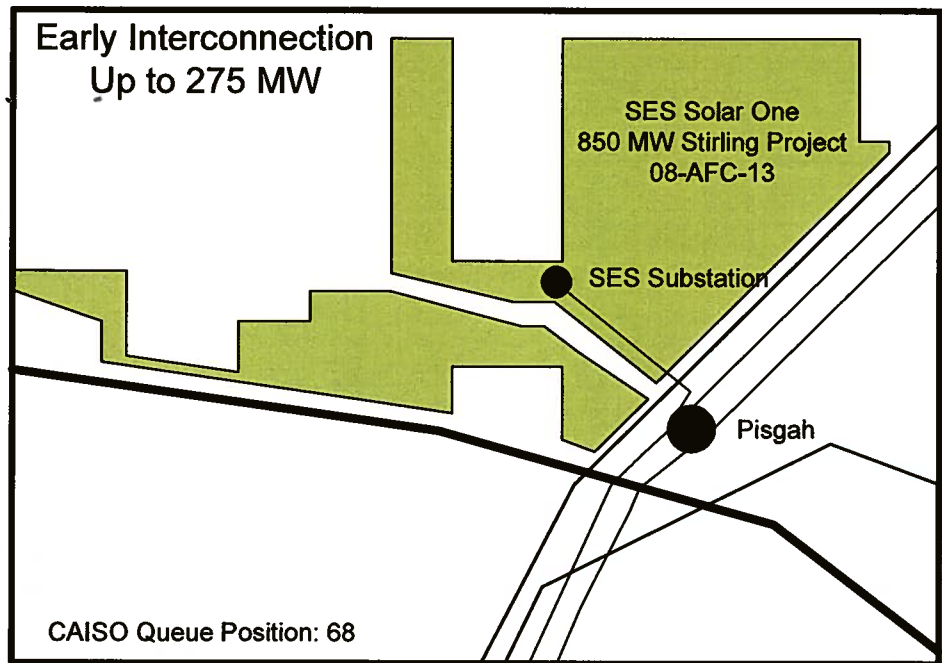 Early Interconnection
Up to 275 MW
SES Solar One
850 MW Stirling Project
08-AFC-13
SES Substation
Pisgah
CAISO Queue Position: 68